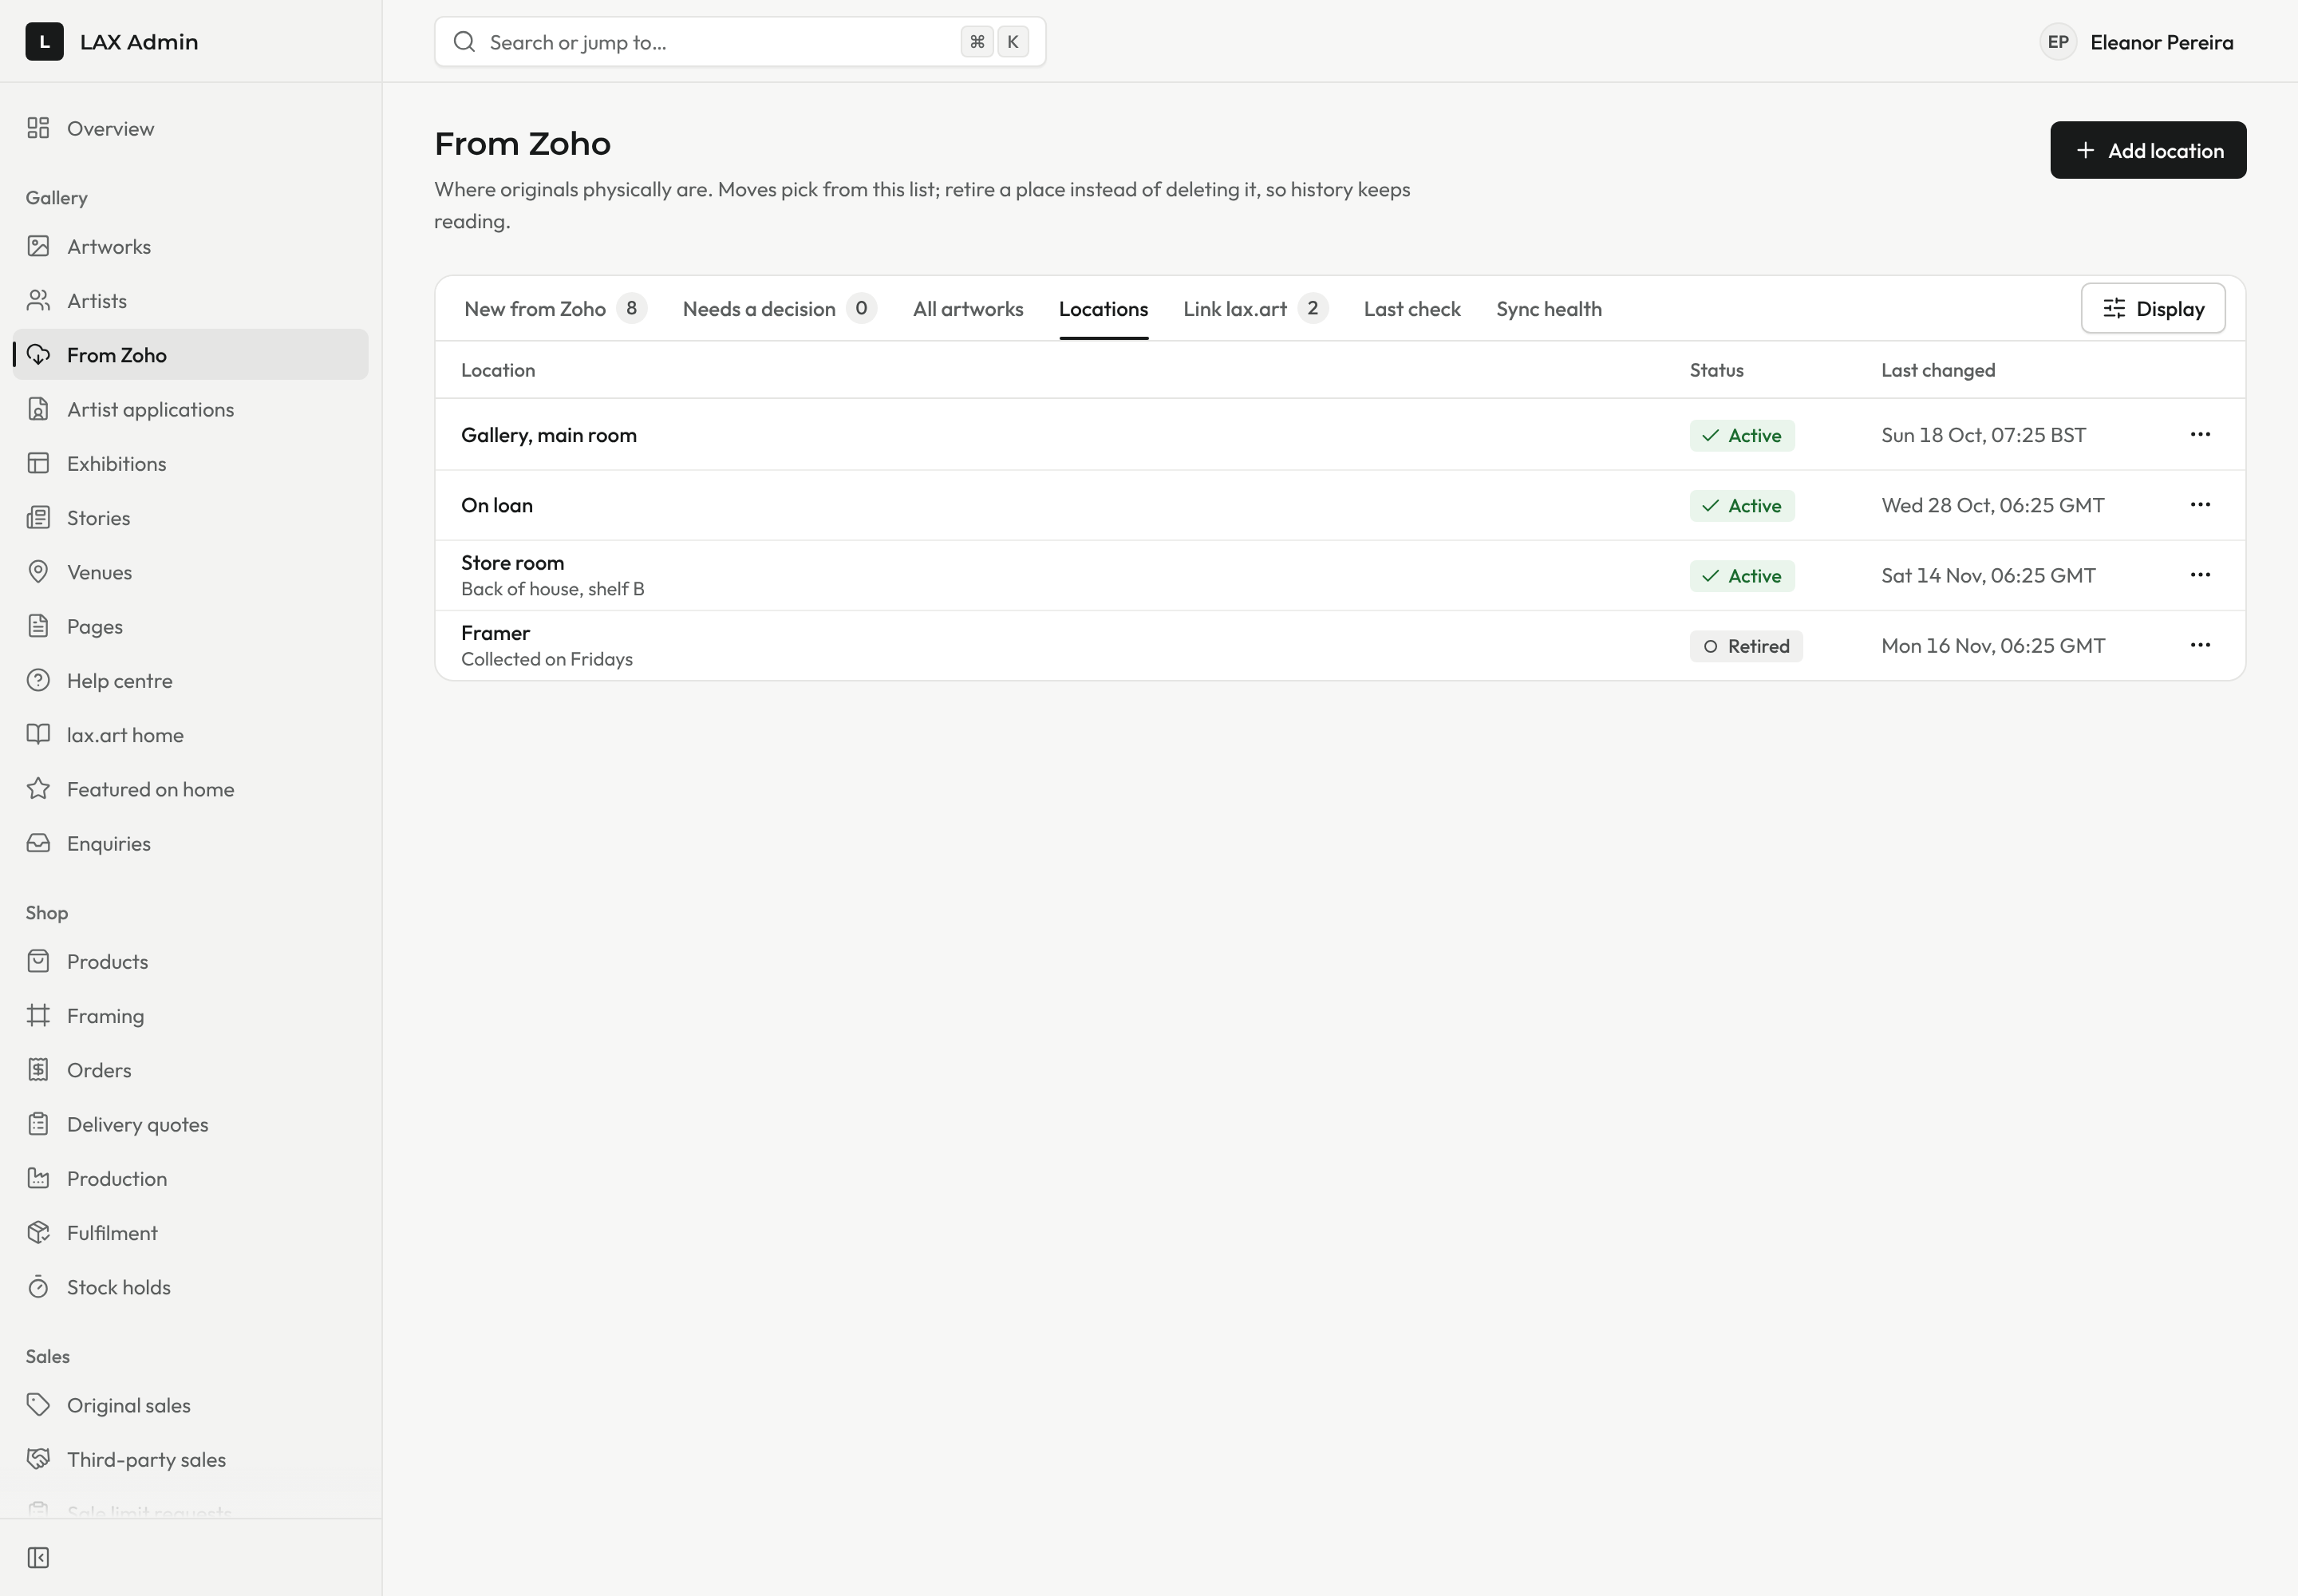 L LAX Admin
Search or jump to...
⌘ K
EP Eleanor Pereira
Overview
Gallery
Artworks
Artists
From Zoho
Artist applications
Exhibitions
Stories
Venues
Pages
Help centre
lax.art home
Featured on home
Enquiries
Shop
Products
Framing
Orders
Delivery quotes
Production
Fulfilment
Stock holds
Sales
Original sales
Third-party sales
Sale limit requests
From Zoho
Add location
Where originals physically are. Moves pick from this list; retire a place instead of deleting it, so history keeps
reading.
New from Zoho 8 Needs a decision 0 All artworks Locations Link lax.art 2 Last check Sync health Display
Location Status Last changed
Gallery, main room Active Sun 18 Oct, 07:25 BST
On loan Active Wed 28 Oct, 06:25 GMT
Store room
Back of house, shelf B
Active Sat 14 Nov, 06:25 GMT
Framer
Collected on Fridays
Retired Mon 16 Nov, 06:25 GMT